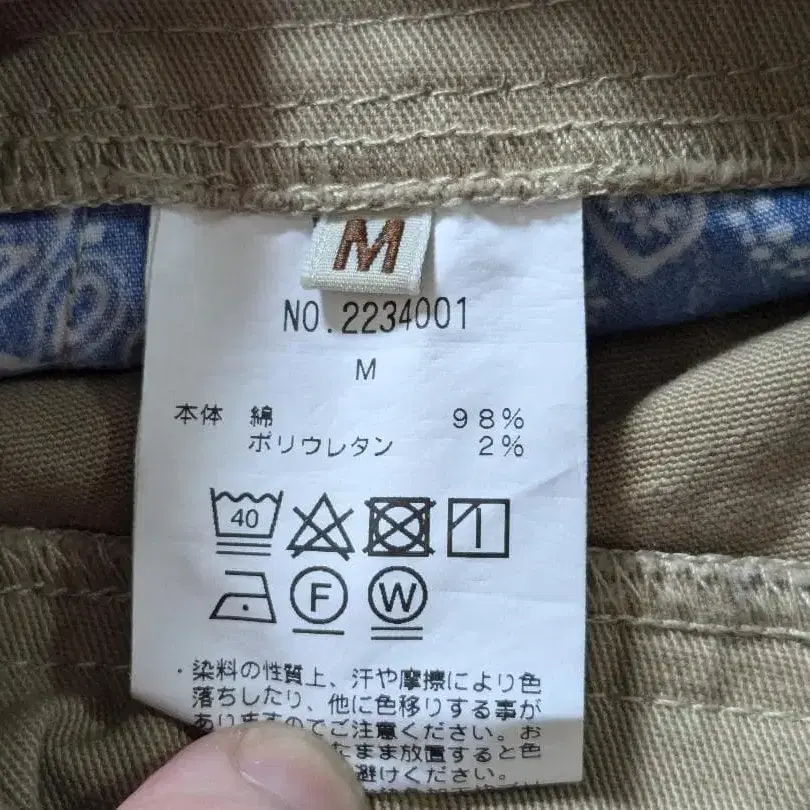 M
NO.2234001
M
本体 綿 98%
ポリウレタン 2%
40
F W
・染料の性質上、汗や摩擦により色
落ちしたり、他に色移りする事が
ありますのでご注意ください。お
たまま放置すると色
避けください。